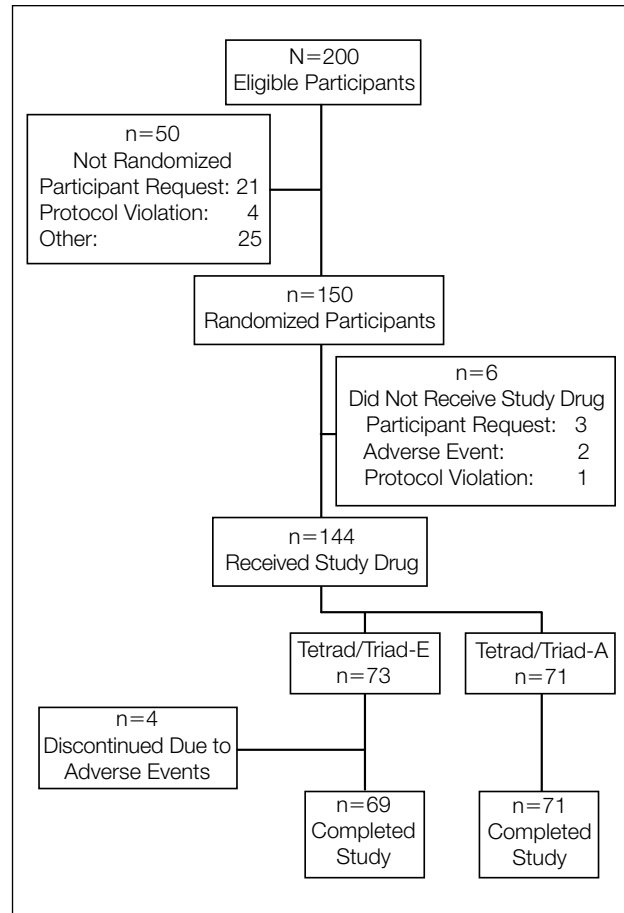 N=200
Eligible Participants
n=50
Not Randomized
Participant Request: 21
Protocol Violation: 4
Other: 25
n=150
Randomized Participants
n=6
Did Not Receive Study Drug
Participant Request: 3
Adverse Event: 2
Protocol Violation: 1
n=144
Received Study Drug
Tetrad/Triad-E
n=73
Tetrad/Triad-A
n=71
n=4
Discontinued Due to
Adverse Events
n=69
Completed
Study
n=71
Completed
Study